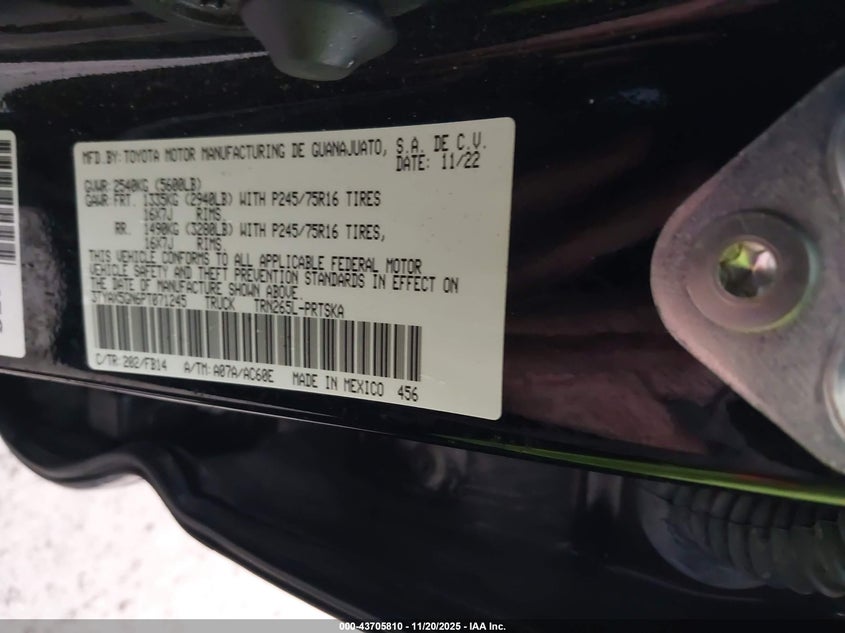 MFD.BY:TOYOTA MOTOR MANUFACTURING DE GUANAJUATO, S.A. DE C.V.
DATE: 11/22
GVWR:2540KG (5600LB)
GAWR FRT. 1335KG (2940LB) WITH P245/75R16 TIRES
16X7J RIMS.
RR. 1490KG (3280LB) WITH P245/75R16 TIRES,
16X7J RIMS.
THIS VEHICLE CONFORMS TO ALL APPLICABLE FEDERAL MOTOR
VEHICLE SAFETY AND THEFT PREVENTION STANDARDS IN EFFECT ON
THE DATE OF MANUFACTURE SHOWN ABOVE.
3TYAX5GN6PT071245 TRUCK TRN265L-PRTSKA
C/TR:202/FB14 A/TM:A07A/AC60E MADE IN MEXICO 456
000-43705810 - 11/20/2025 - IAA Inc.